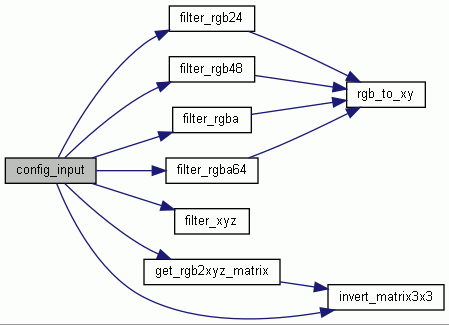 filter_rgb24
filter_rgb48
rgb_to_xy
filter_rgba
config_input
filter_rgba64
filter_xyz
get_rgb2xyz_matrix
invert_matrix3x3